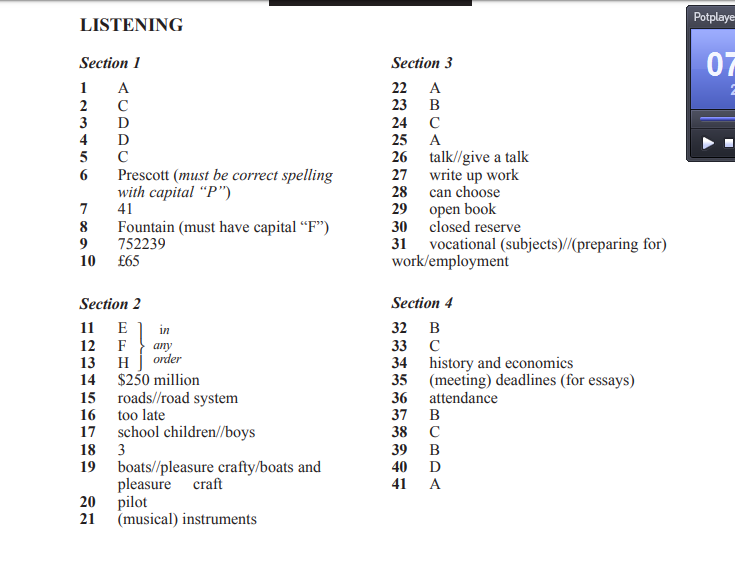 LISTENING
Section 1
1 A
2 C
3 D
4 D
5 C
6 Prescott (must be correct spelling
with capital “P”)
7 41
8 Fountain (must have capital “F”)
9 752239
10 £65
Section 2
11 E
12 F
13 H
in
any
order
14 $250 million
15 roads//road system
16 too late
17 school children//boys
18 3
19 boats//pleasure crafty/boats and
pleasure craft
20 pilot
21 (musical) instruments
Section 3
22 A
23 B
24 C
25 A
26 talk//give a talk
27 write up work
28 can choose
29 open book
30 closed reserve
31 vocational (subjects)//(preparing for)
work/employment
Section 4
32 B
33 C
34 history and economics
35 (meeting) deadlines (for essays)
36 attendance
37 B
38 C
39 B
40 D
41 A
Potplaye
07